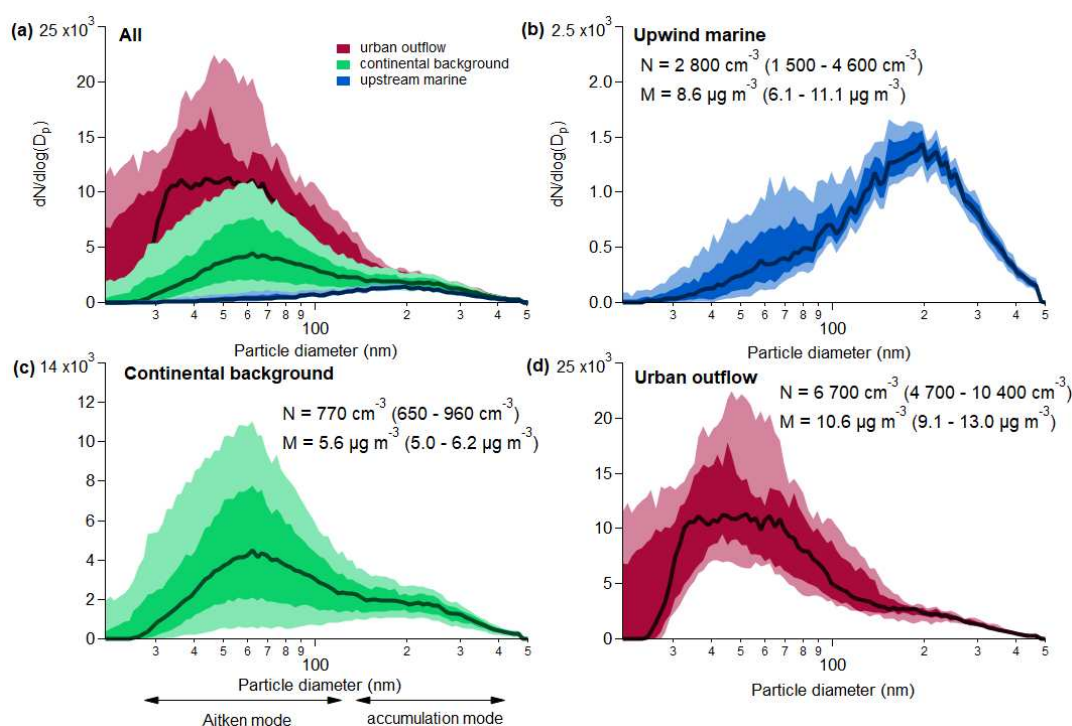 (a) All
25 x10³
20
15
10
5
0
dN/dlog(Dp)
urban outflow
continental background
upstream marine
3 4 5 6 7 8 9 100 2 3 4 5
Particle diameter (nm)
(b) Upwind marine
N = 2 800 cm⁻³ (1 500 - 4 600 cm⁻³)
M = 8.6 µg m⁻³ (6.1 - 11.1 µg m⁻³)
2.5 x10³
2.0
1.5
1.0
0.5
0.0
dN/dlog(Dp)
3 4 5 6 7 8 9 100 2 3 4 5
Particle diameter (nm)
(c) Continental background
N = 770 cm⁻³ (650 - 960 cm⁻³)
M = 5.6 µg m⁻³ (5.0 - 6.2 µg m⁻³)
14 x10³
12
10
8
6
4
2
0
3 4 5 6 7 8 9 100 2 3 4 5
Particle diameter (nm)
Aitken mode
accumulation mode
(d) Urban outflow
N = 6 700 cm⁻³ (4 700 - 10 400 cm⁻³)
M = 10.6 µg m⁻³ (9.1 - 13.0 µg m⁻³)
25 x10³
20
15
10
5
0
3 4 5 6 7 8 9 100 2 3 4 5
Particle diameter (nm)